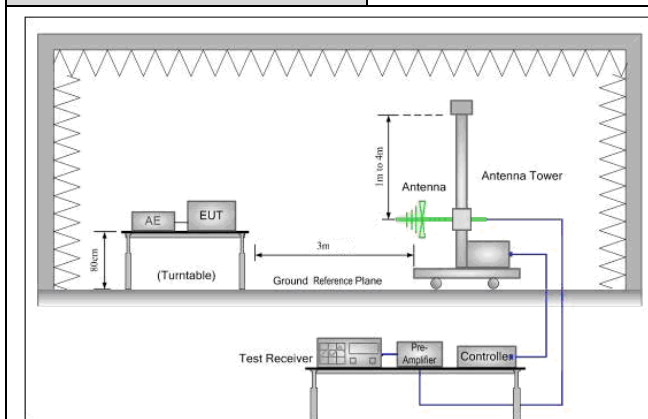 1m to 4m
Antenna
Antenna Tower
AE
EUT
3m
80cm
(Turntable)
Ground Reference Plane
Test Receiver
Pre-
Amplifier
Controller